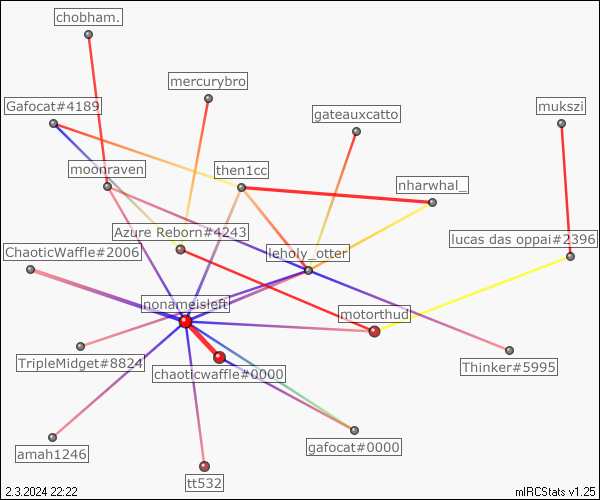 chobham.
mercurybro
Gafocat#4189
gateauxcatto
mukszi
moonraven
then1cc
nharwhal_
Azure Reborn#4243
lucas das oppai#2396
ChaoticWaffle#2006
leholy_otter
nonameisleft
motorthud
TripleMidget#8824
Thinker#5995
chaoticwaffle#0000
gafocat#0000
amah1246
tt532
2.3.2024 22:22
mIRCStats v1.25